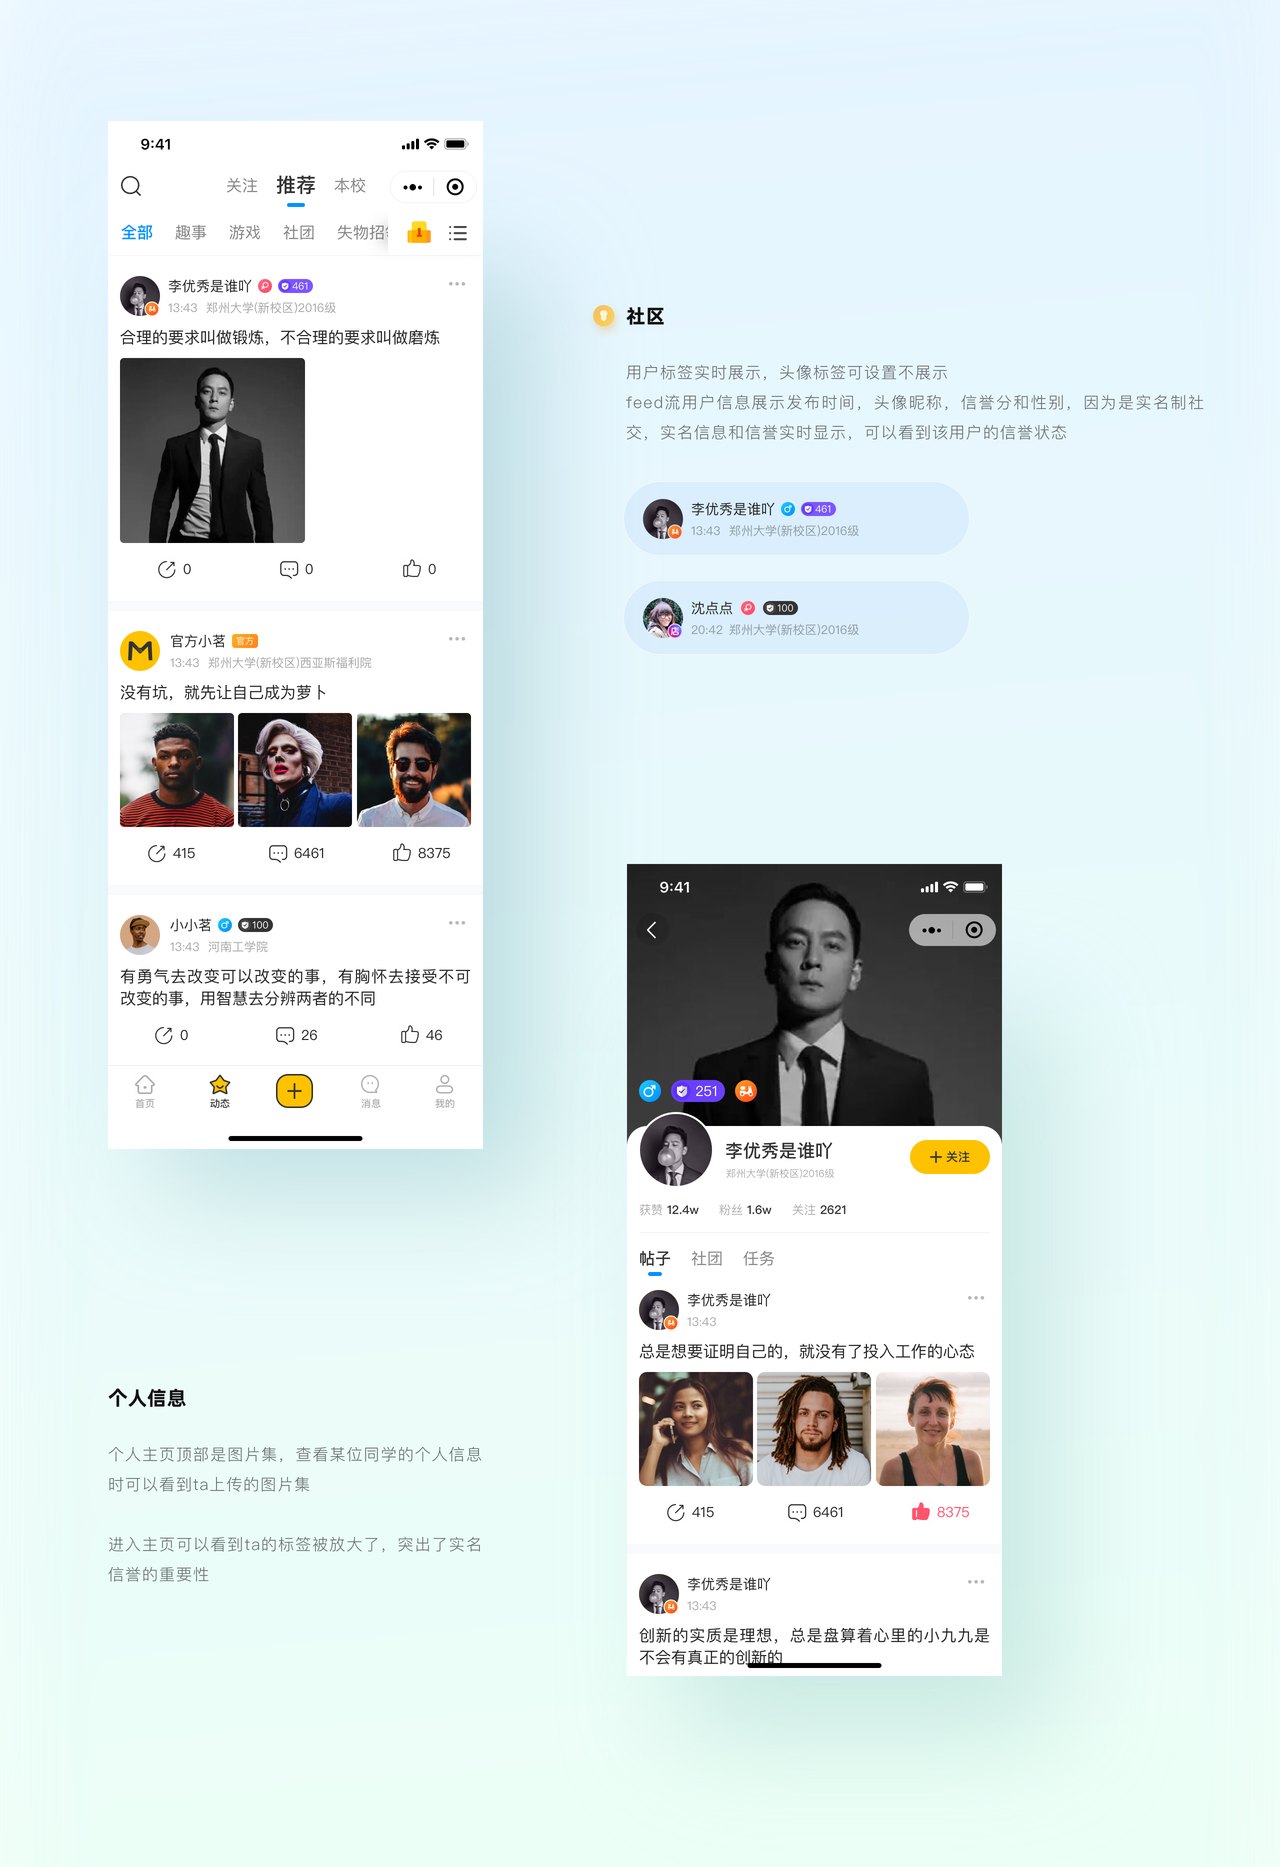 9:41
关注 推荐 本校
全部 趣事 游戏 社团 失物招
李优秀是谁吖 461
13:43 郑州大学(新校区)2016级
合理的要求叫做锻炼，不合理的要求叫做磨炼
0 0 0
官方小茗 官方
13:43 郑州大学(新校区)西亚斯福利院
没有坑，就先让自己成为萝卜
415 6461 8375
小小茗 100
13:43 河南工学院
有勇气去改变可以改变的事，有胸怀去接受不可
改变的事，用智慧去分辨两者的不同
0 26 46
首页 动态 消息 我的
社区
用户标签实时展示，头像标签可设置不展示
feed流用户信息展示发布时间，头像昵称，信誉分和性别，因为是实名制社
交，实名信息和信誉实时显示，可以看到该用户的信誉状态
李优秀是谁吖 461
13:43 郑州大学(新校区)2016级
沈点点 100
20:42 郑州大学(新校区)2016级
9:41
251
李优秀是谁吖
郑州大学(新校区)2016级
关注
获赞 12.4w 粉丝 1.6w 关注 2621
帖子 社团 任务
李优秀是谁吖
13:43
总是想要证明自己的，就没有了投入工作的心态
415 6461 8375
李优秀是谁吖
13:43
创新的实质是理想，总是盘算着心里的小九九是
不会有真正的创新的
个人信息
个人主页顶部是图片集，查看某位同学的个人信息
时可以看到ta上传的图片集
进入主页可以看到ta的标签被放大了，突出了实名
信誉的重要性